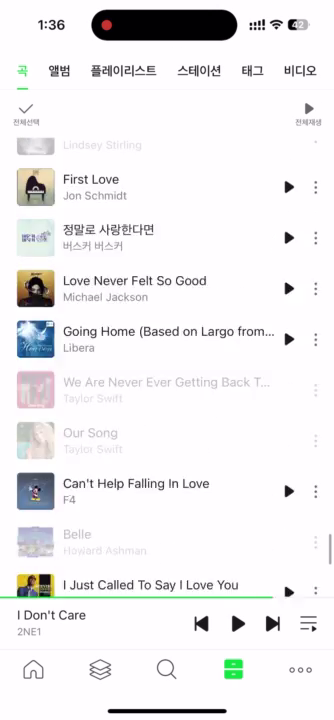 1:36
42
곡 앨범 플레이리스트 스테이션 태그 비디오
전체선택 전체재생
Lindsey Stirling
First Love
Jon Schmidt
정말로 사랑한다면
버스커 버스커
Love Never Felt So Good
Michael Jackson
Going Home (Based on Largo from...
Libera
We Are Never Ever Getting Back T...
Taylor Swift
Our Song
Taylor Swift
Can't Help Falling In Love
F4
Belle
Howard Ashman
I Just Called To Say I Love You
I Don't Care
2NE1